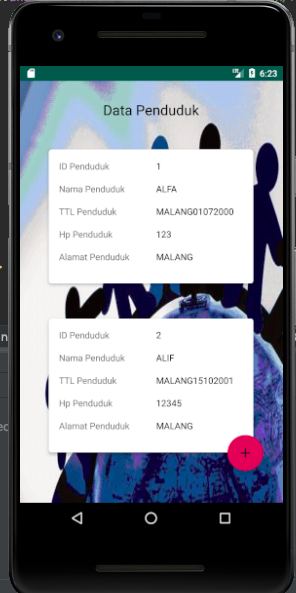 6:23
Data Penduduk
ID Penduduk 1
Nama Penduduk ALFA
TTL Penduduk MALANG01072000
Hp Penduduk 123
Alamat Penduduk MALANG
ID Penduduk 2
Nama Penduduk ALIF
TTL Penduduk MALANG15102001
Hp Penduduk 12345
Alamat Penduduk MALANG
+